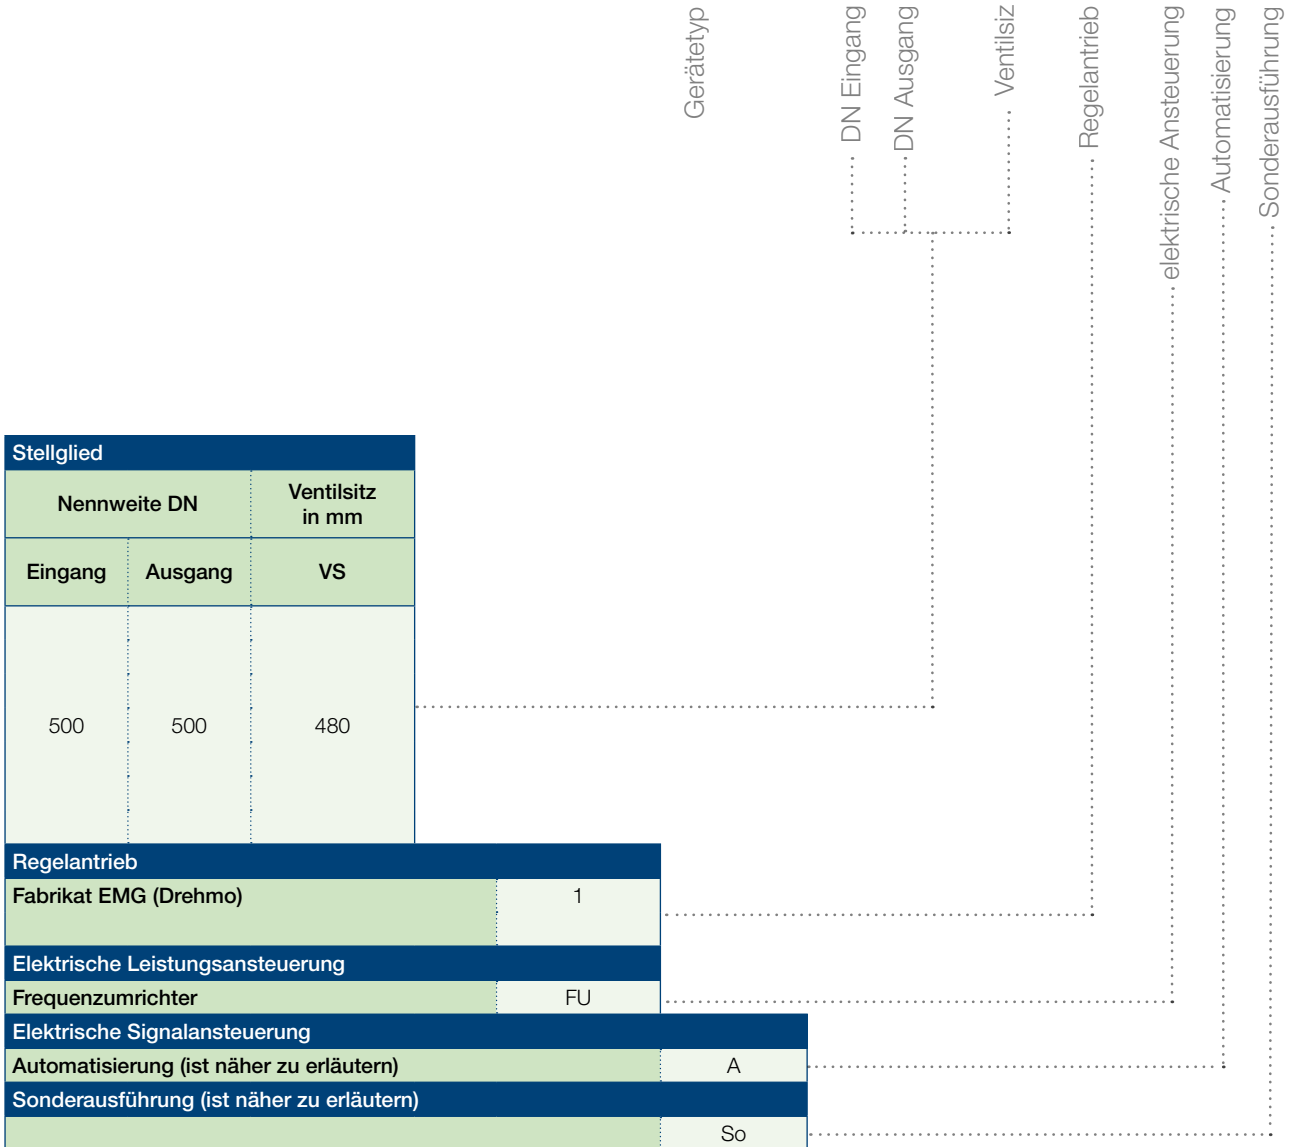 Gerätetyp
DN Eingang
DN Ausgang
Ventilsiz
Regelantrieb
elektrische Ansteuerung
Automatisierung
Sonderausführung
Stellglied
Nennweite DN
Ventilsitz
in mm
Eingang Ausgang VS
500 500 480
Regelantrieb
Fabrikat EMG (Drehmo) 1
Elektrische Leistungsansteuerung
Frequenzumrichter FU
Elektrische Signalansteuerung
Automatisierung (ist näher zu erläutern) A
Sonderausführung (ist näher zu erläutern)
So